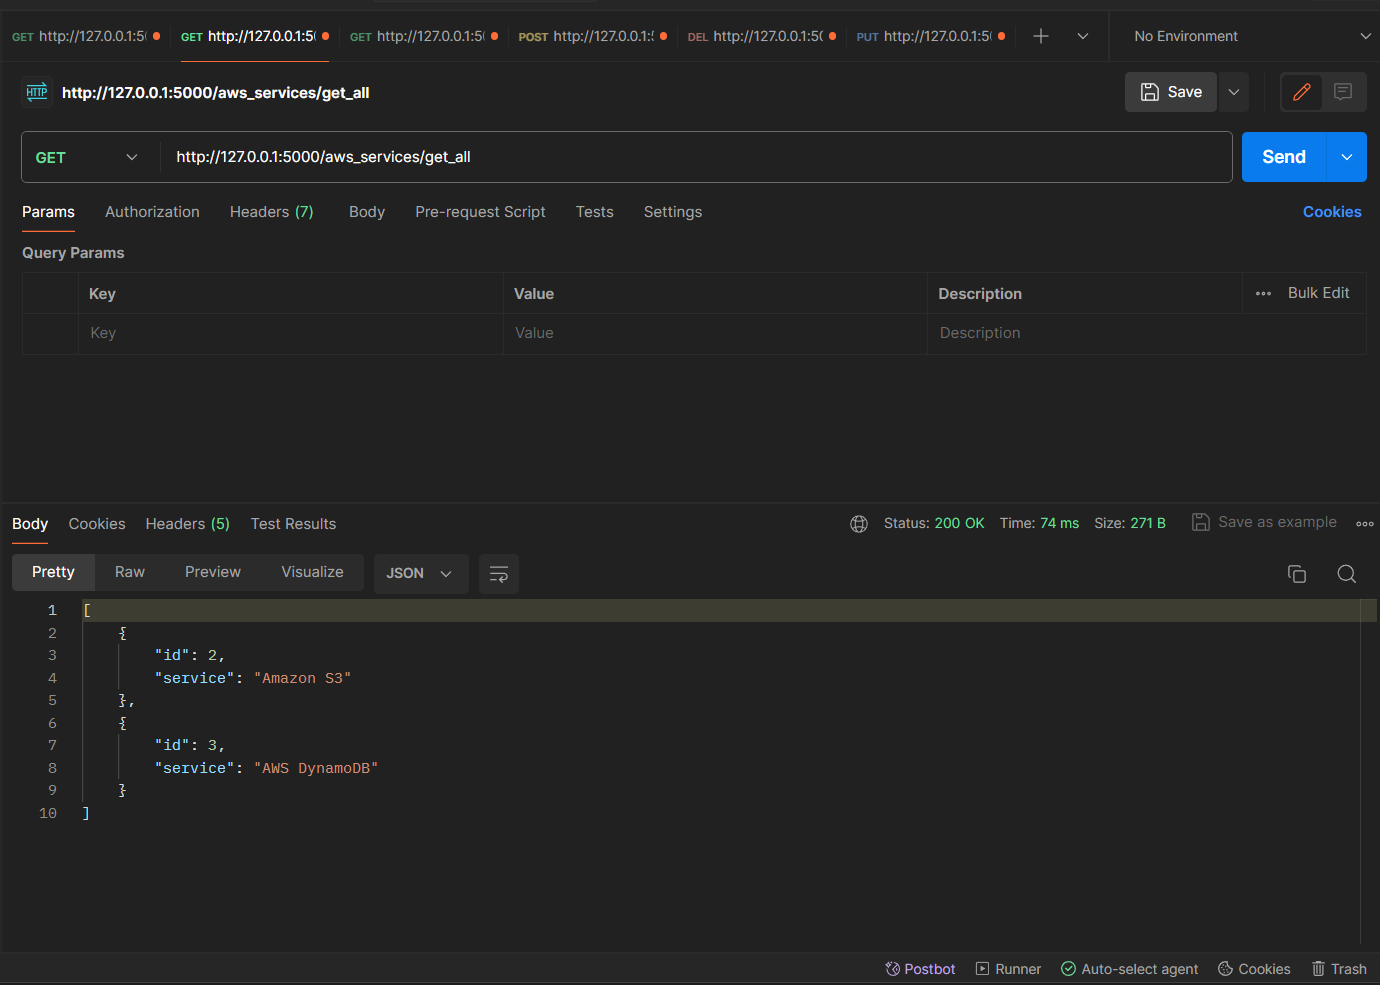 GET http://127.0.0.1:5( GET http://127.0.0.1:5( GET http://127.0.0.1:5( POST http://127.0.0.1:5 DEL http://127.0.0.1:5( PUT http://127.0.0.1:5( No Environment
HTTP http://127.0.0.1:5000/aws_services/get_all Save
GET http://127.0.0.1:5000/aws_services/get_all Send
Params Authorization Headers (7) Body Pre-request Script Tests Settings Cookies
Query Params
Key Value Description Bulk Edit
Key Value Description
Body Cookies Headers (5) Test Results Status: 200 OK Time: 74 ms Size: 271 B Save as example
Pretty Raw Preview Visualize JSON
1 [
2 {
3 "id": 2,
4 "service": "Amazon S3"
5 },
6 {
7 "id": 3,
8 "service": "AWS DynamoDB"
9 }
10 ]
Postbot Runner Auto-select agent Cookies Trash